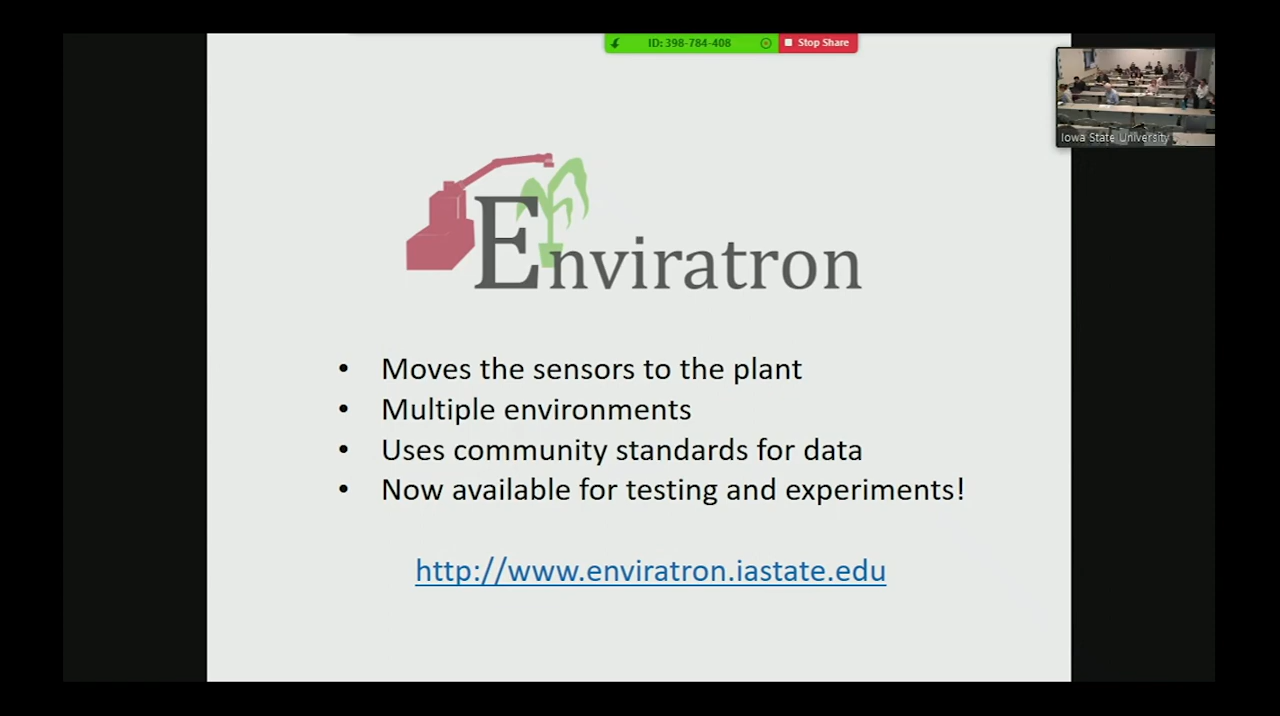 ID: 398-784-408
Stop Share
Iowa State University
Enviratron
• Moves the sensors to the plant
• Multiple environments
• Uses community standards for data
• Now available for testing and experiments!
http://www.enviratron.iastate.edu